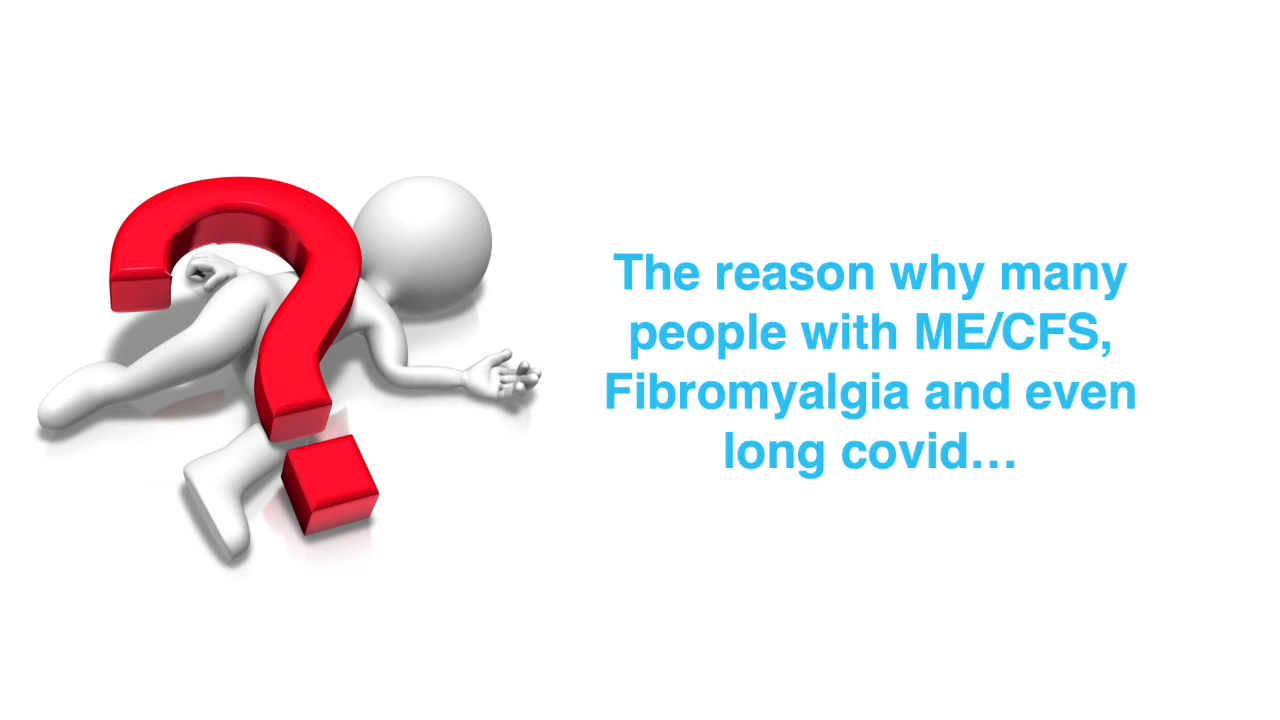 The reason why many
people with ME/CFS,
Fibromyalgia and even
long covid…